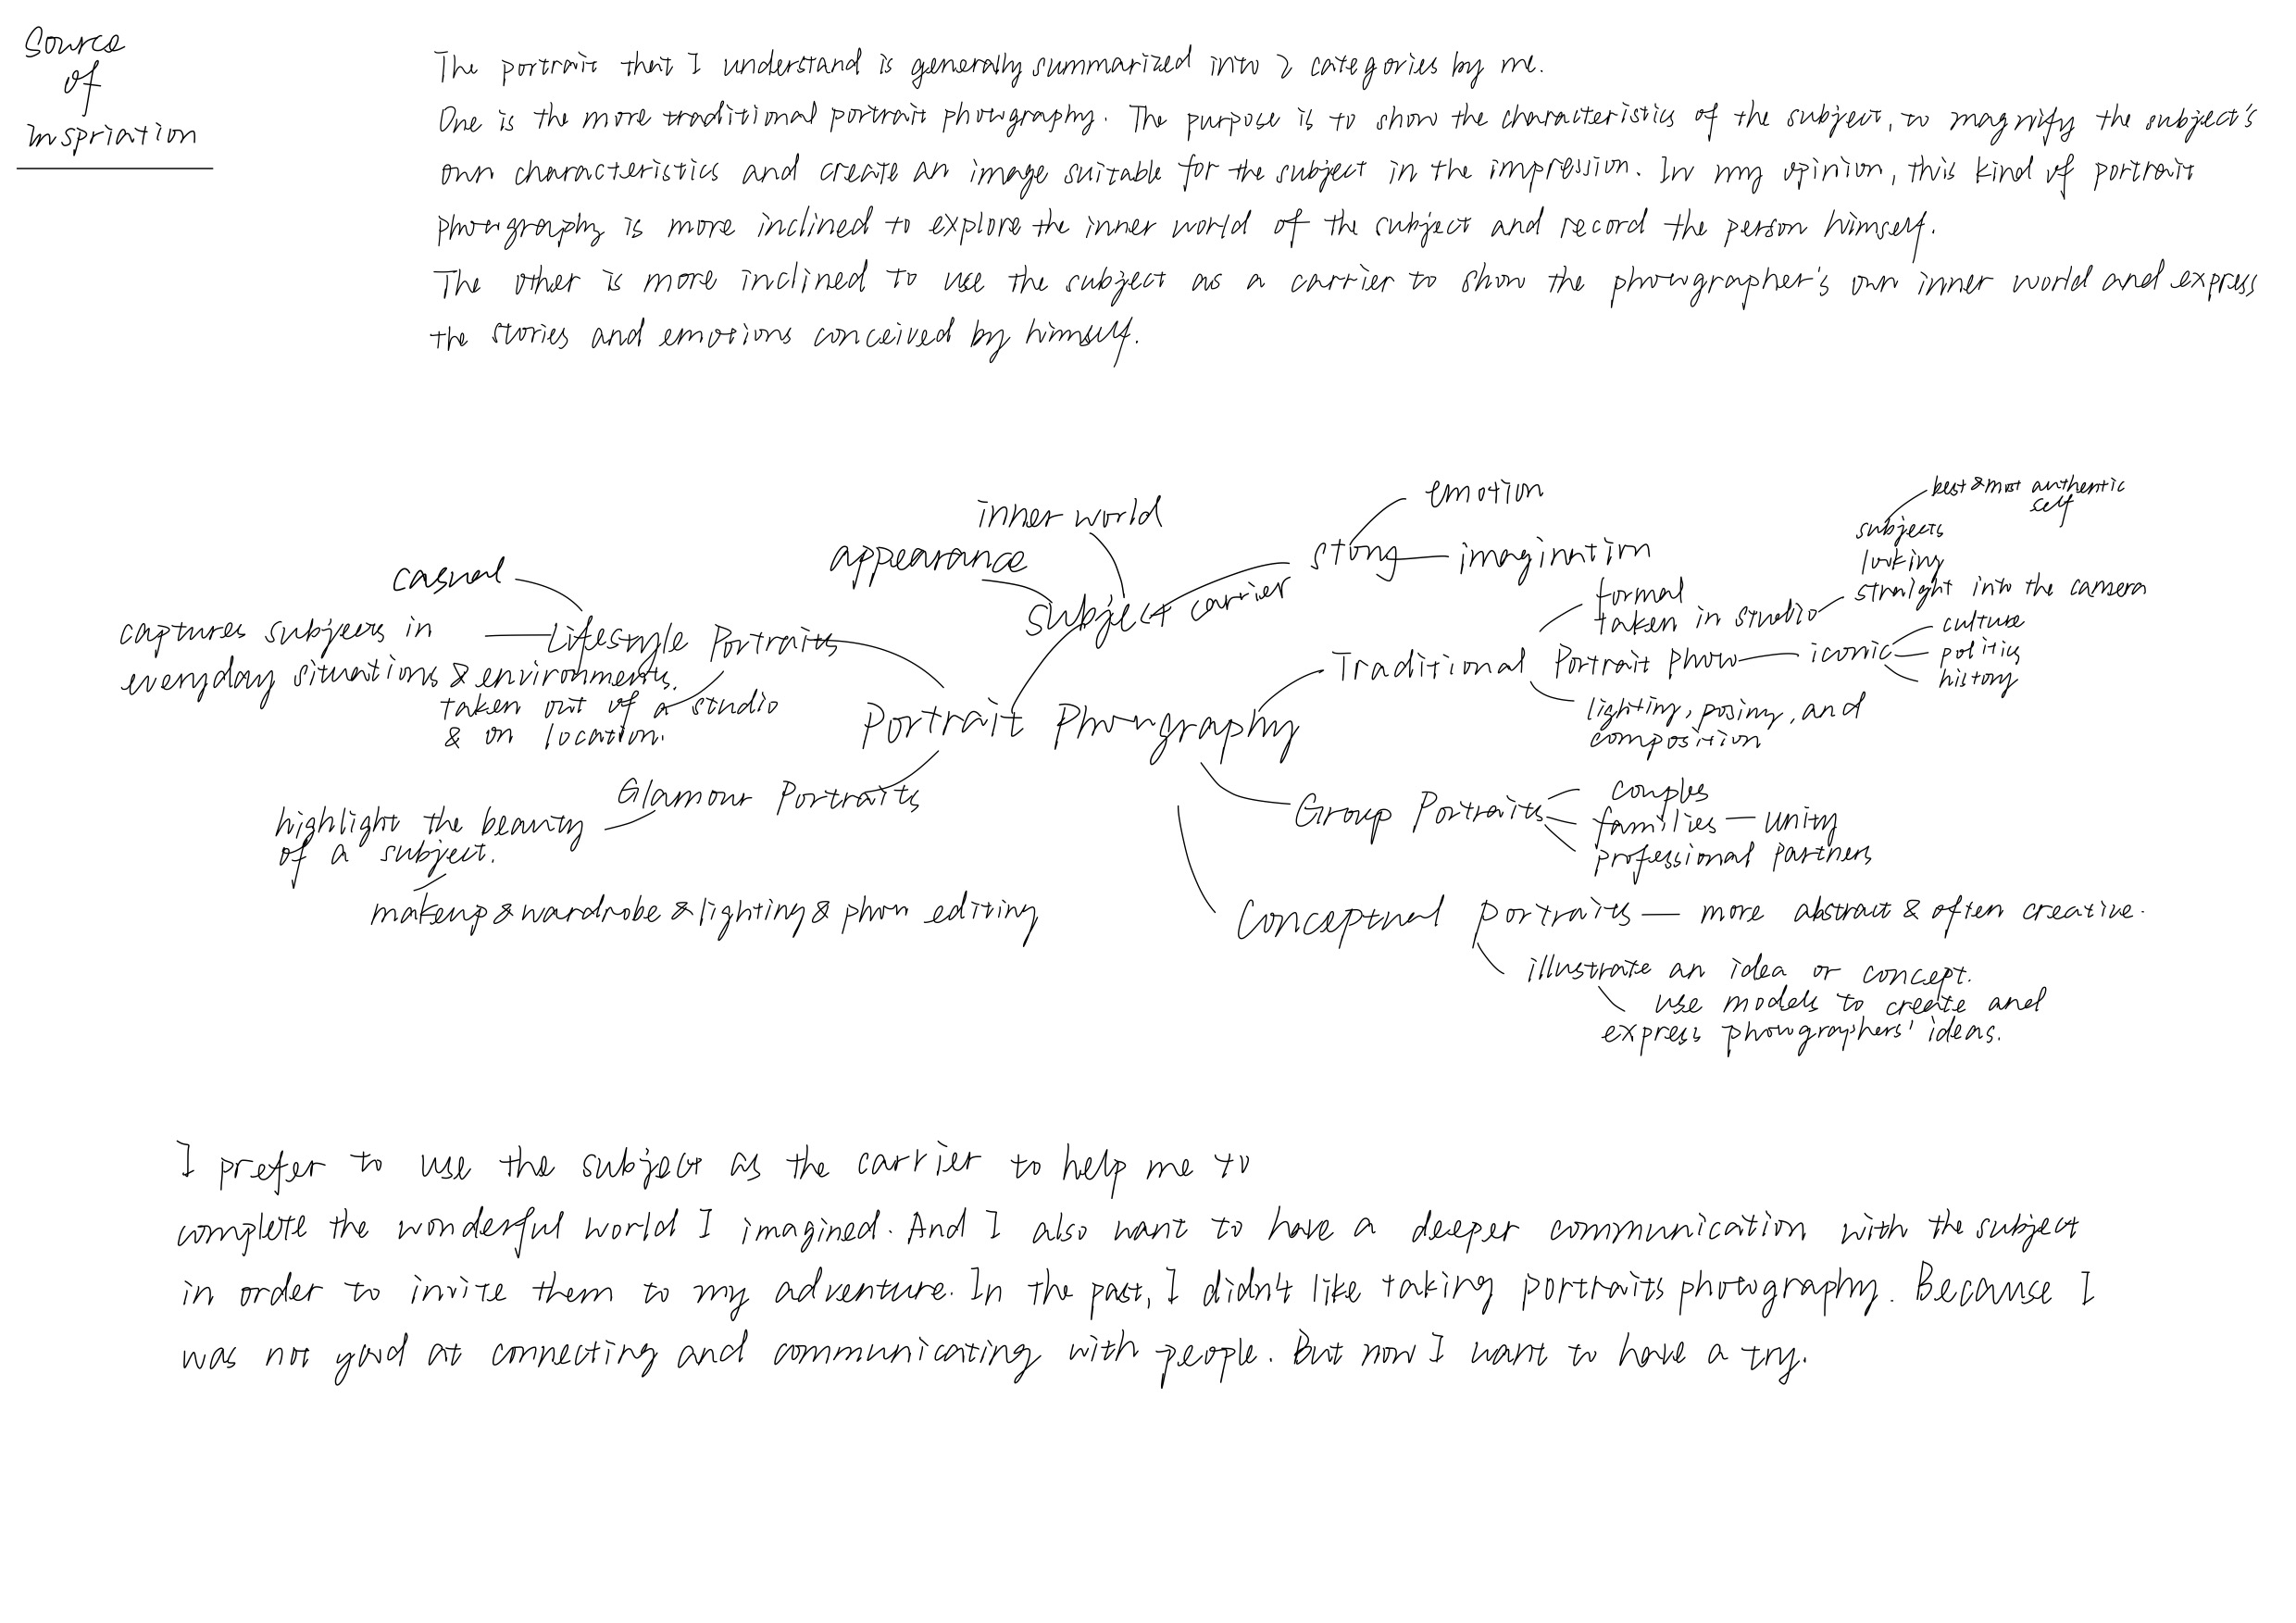 Source
of
Inspriation
The portrait that I understand is generally summarized into 2 categories by me.
One is the more traditional portrait photography. The purpose is to show the characteristics of the subject, to magnify the subject's
own characteristics and create an image suitable for the subject in the impression. In my opinion, this kind of portrait
photography is more inclined to explore the inner world of the subject and record the person himself.
The other is more inclined to use the subject as a carrier to show the photographer's own inner world and express
the stories and emotions conceived by himself.
emotion
best & most authentic
self
inner world
subjects
appearance
imagination
looking
casual
carrier
formal
straight into the camera
subject
taken in studio
culture
captures subjects in
Lifestyle Portraits
Traditional Portrait photo
iconic
politics
everyday situations & environments.
history
taken out of a studio
Portrait Photography
lighting, posing, and
& on location.
composition
Glamour Portraits
couples
highlight the beauty
Group Portraits
families
unity
of a subject.
professional partners
makeup & wardrobe & lighting & photo editing
Conceptual portraits — more abstract & often creative.
illustrate an idea or concept.
use models to create and
express photographers' ideas.
I prefer to use the subject as the carrier to help me to
complete the wonderful world I imagined. And I also want to have a deeper communication with the subject
in order to invite them to my adventure. In the past, I didn't like taking portraits photography. Because I
was not good at connecting and communicating with people. But now I want to have a try.